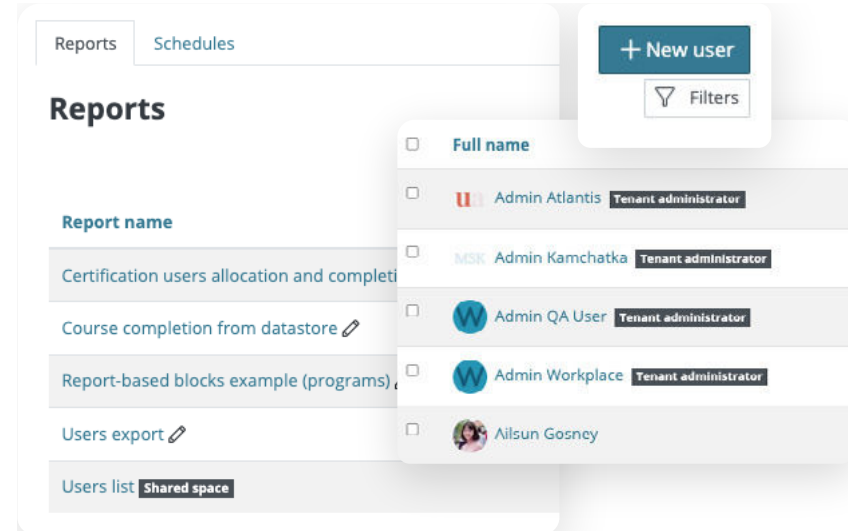 Reports
Schedules
Reports
Report name
Certification users allocation and completi
Course completion from datastore
Report-based blocks example (programs)
Users export
Users list Shared space
+ New user
Filters
Full name
Admin Atlantis Tenant administrator
MSK Admin Kamchatka Tenant administrator
W Admin QA User Tenant administrator
W Admin Workplace Tenant administrator
Ailsun Gosney